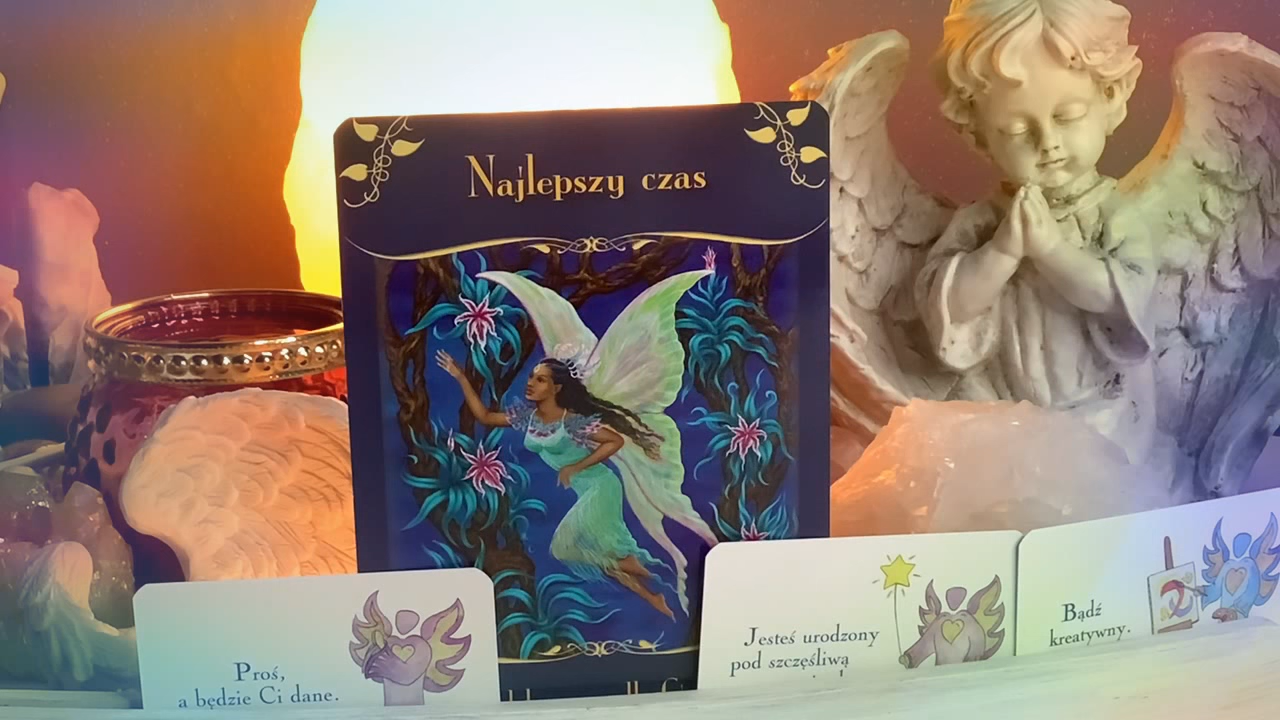 Najlepszy czas
Proś,
a będzie Ci dane.
Jesteś urodzony
pod szczęśliwą
Bądź
kreatywny.